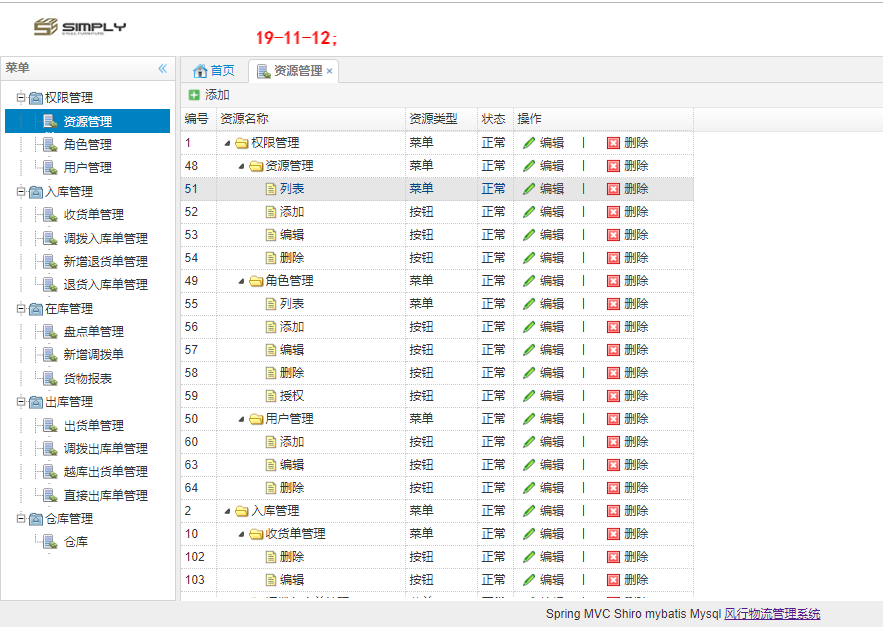 SIMPLY
19-11-12;
菜单
权限管理
资源管理
角色管理
用户管理
入库管理
收货单管理
调拨入库单管理
新增退货单管理
退货入库单管理
在库管理
盘点单管理
新增调拨单
货物报表
出库管理
出货单管理
调拨出库单管理
越库出货单管理
直接出库单管理
仓库管理
仓库
首页 资源管理 ×
添加
编号 资源名称 资源类型 状态 操作
1 权限管理 菜单 正常 编辑 | 删除
48 资源管理 菜单 正常 编辑 | 删除
51 列表 菜单 正常 编辑 | 删除
52 添加 按钮 正常 编辑 | 删除
53 编辑 按钮 正常 编辑 | 删除
54 删除 按钮 正常 编辑 | 删除
49 角色管理 菜单 正常 编辑 | 删除
55 列表 菜单 正常 编辑 | 删除
56 添加 按钮 正常 编辑 | 删除
57 编辑 按钮 正常 编辑 | 删除
58 删除 按钮 正常 编辑 | 删除
59 授权 按钮 正常 编辑 | 删除
50 用户管理 菜单 正常 编辑 | 删除
60 添加 按钮 正常 编辑 | 删除
63 编辑 按钮 正常 编辑 | 删除
64 删除 按钮 正常 编辑 | 删除
2 入库管理 菜单 正常 编辑 | 删除
10 收货单管理 菜单 正常 编辑 | 删除
102 删除 按钮 正常 编辑 | 删除
103 编辑 按钮 正常 编辑 | 删除
Spring MVC Shiro mybatis Mysql 风行物流管理系统